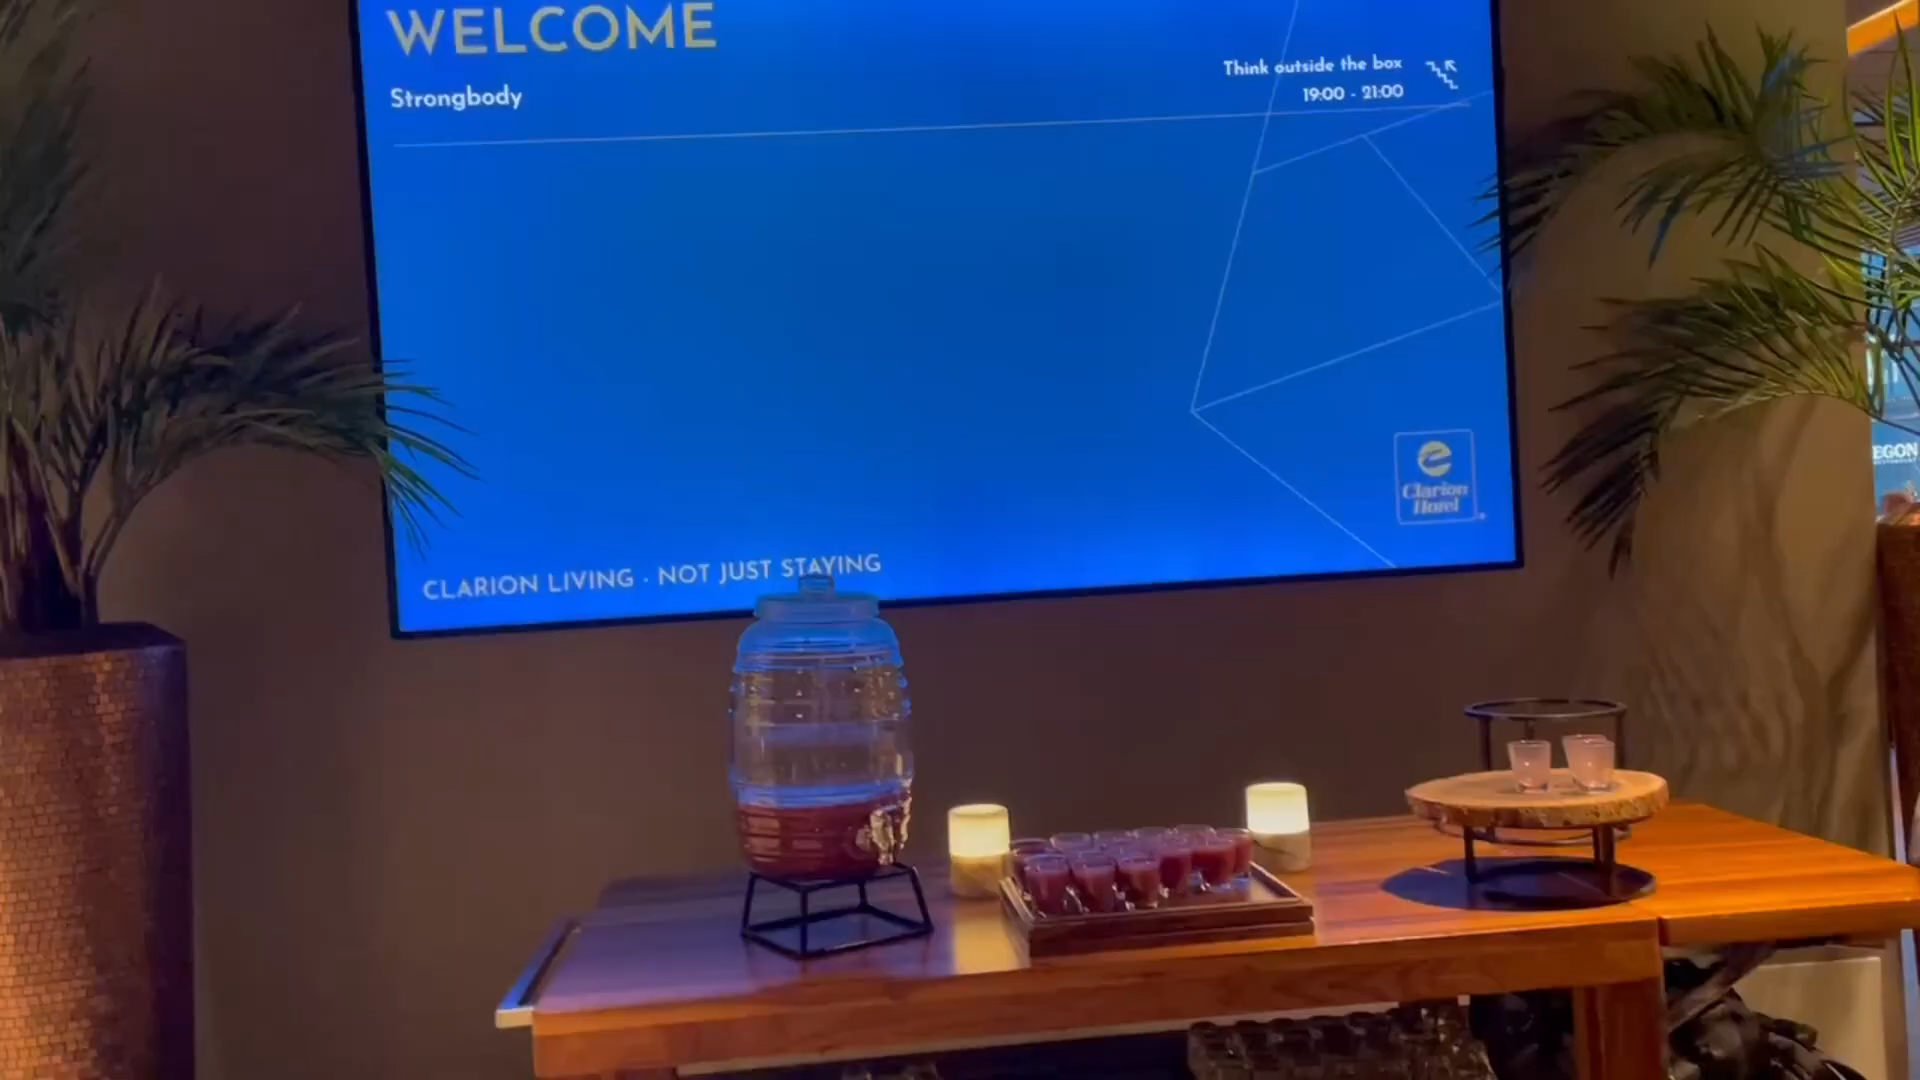 WELCOME
Strongbody
Think outside the box
19:00 - 21:00
Clarion
Hotel
CLARION LIVING · NOT JUST STAYING
EGON